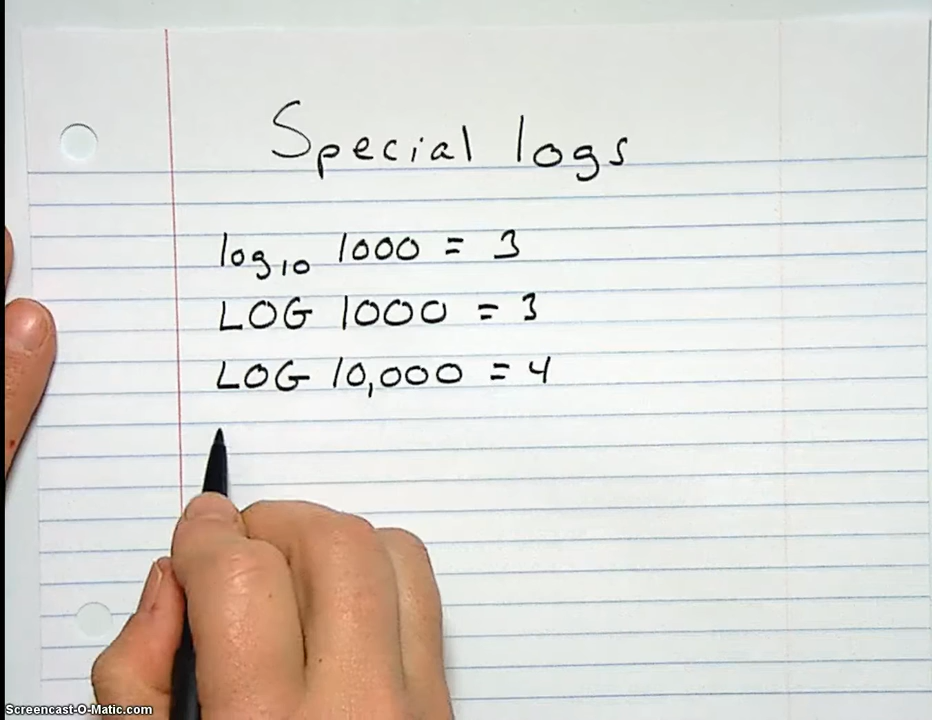 Special logs
log10 1000 = 3
LOG 1000 = 3
LOG 10,000 = 4
Screencast-O-Matic.com